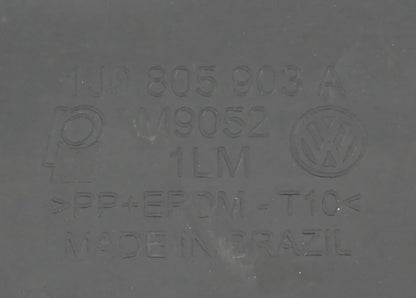 1J0 805 903 A
M9052
1LM
>PP+EPDM-T10<
MADE IN BRAZIL